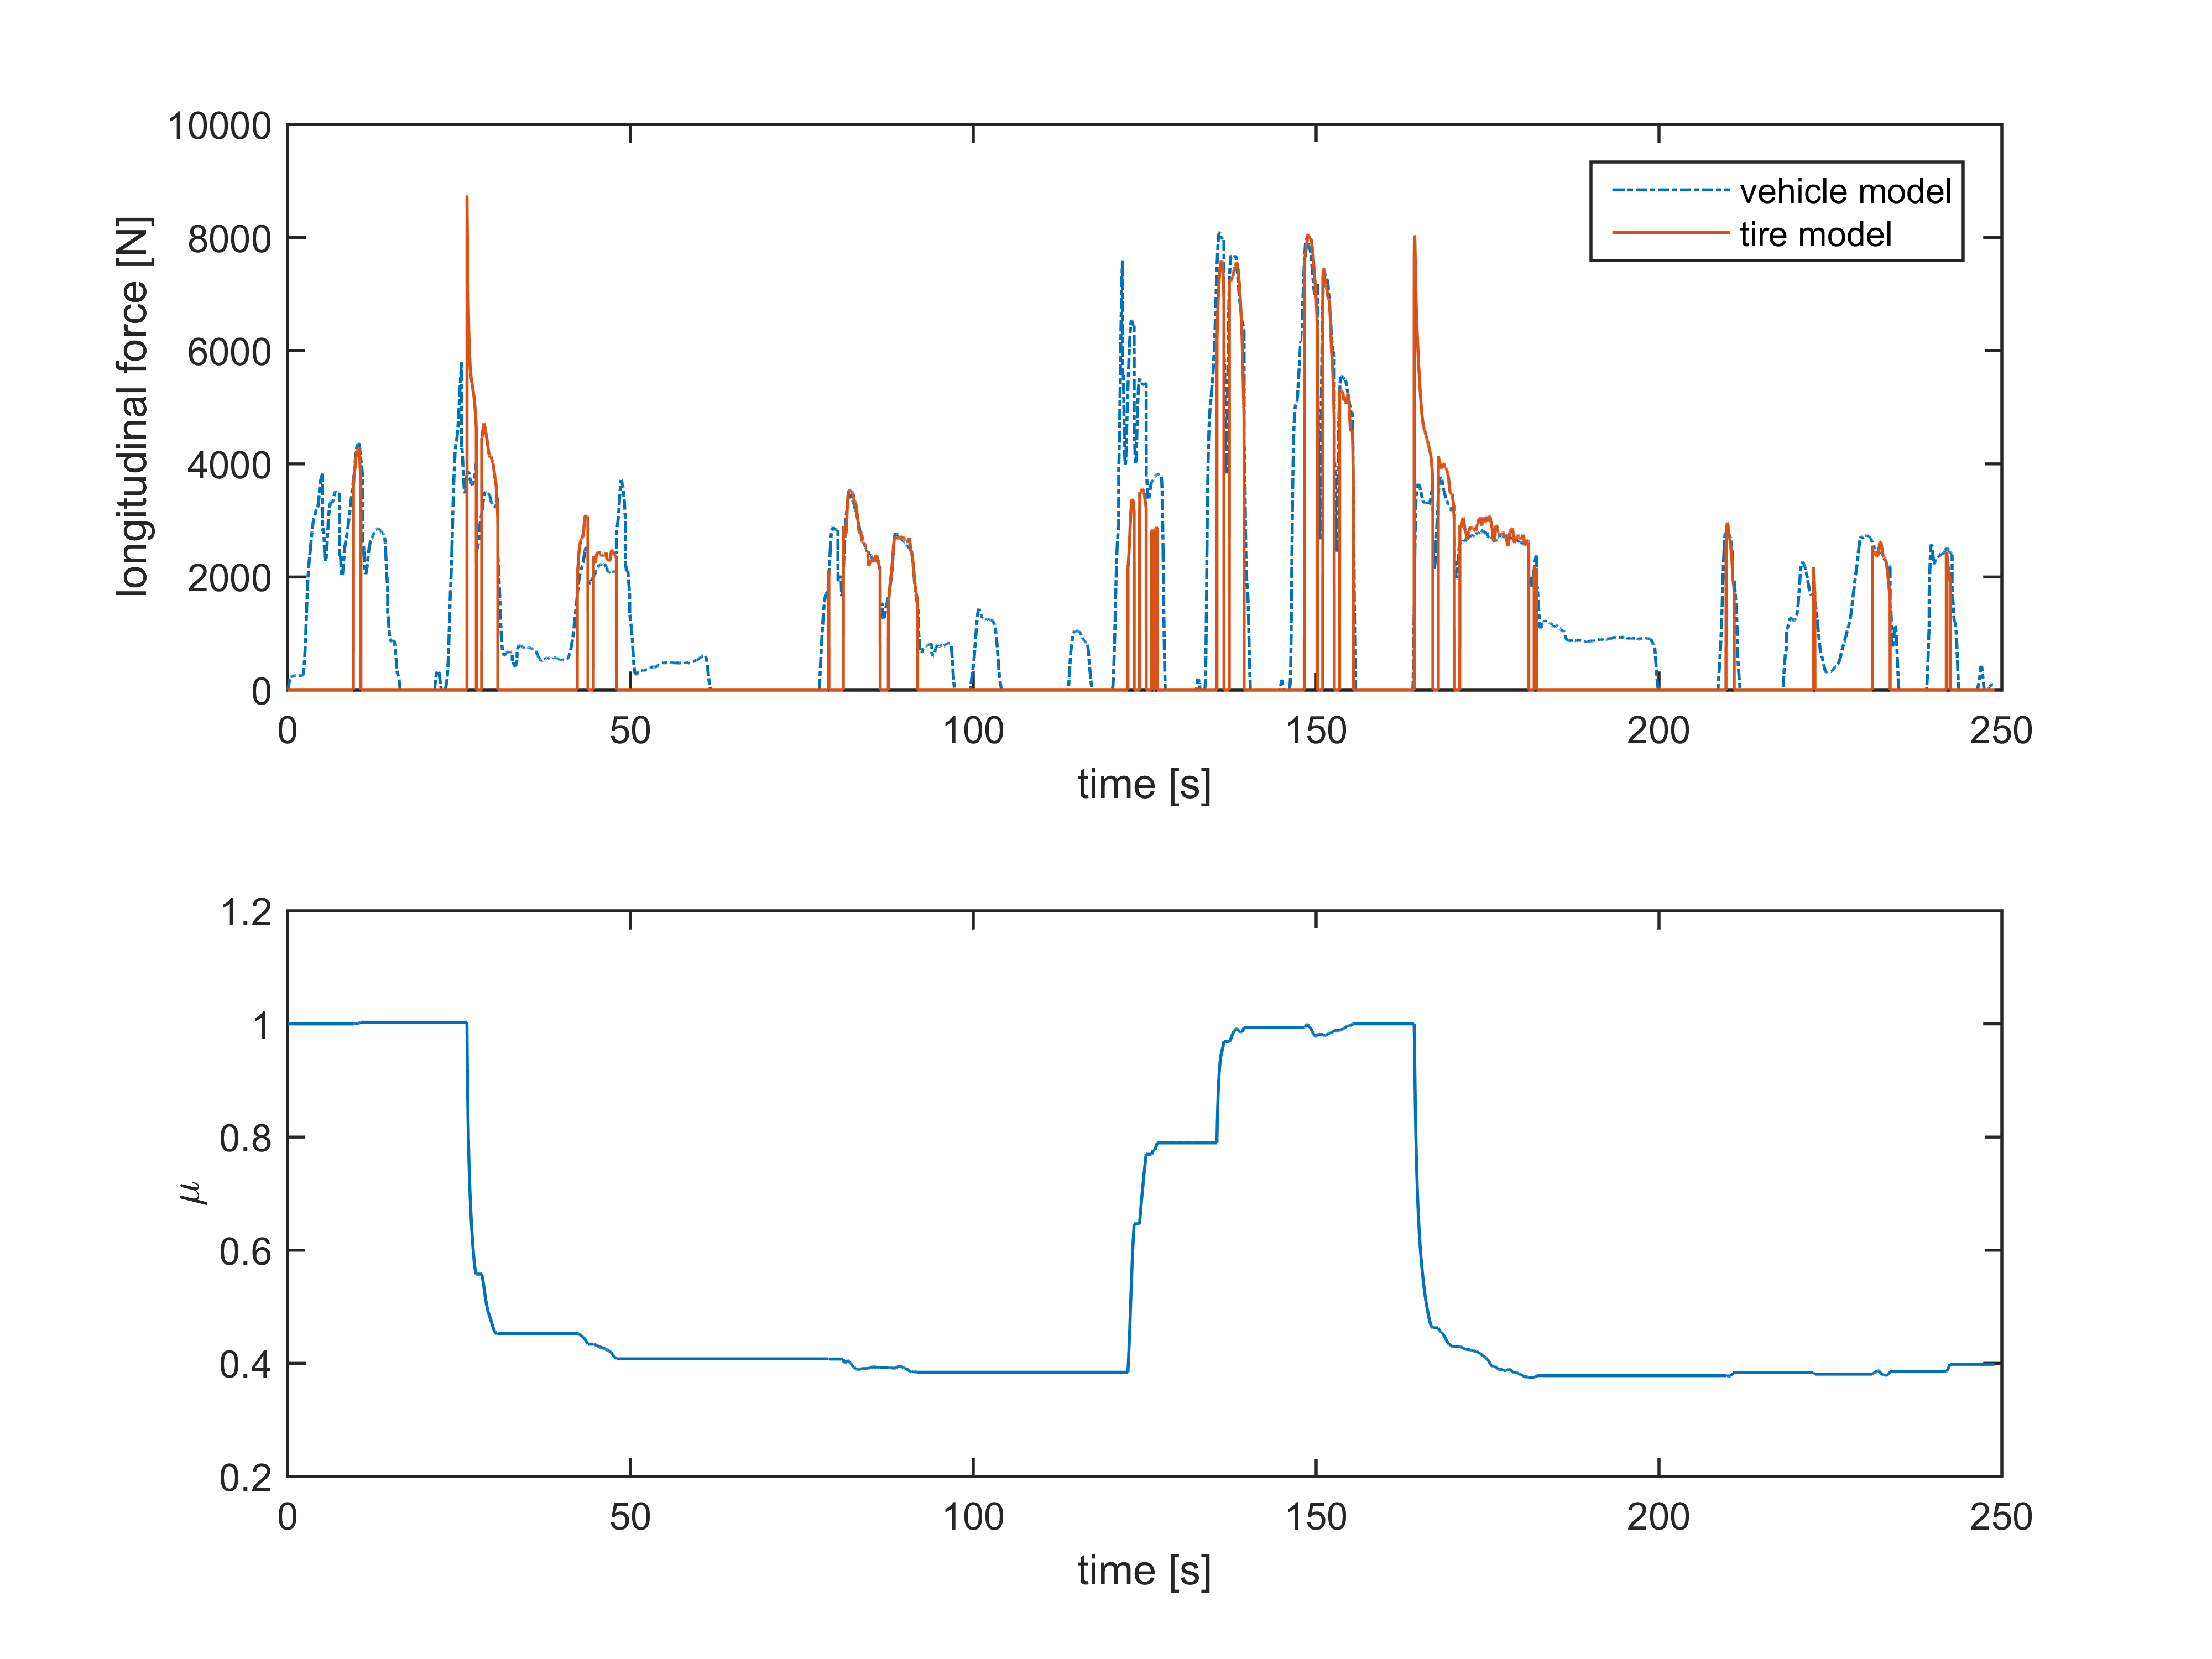 10000
8000
6000
4000
2000
0
longitudinal force [N]
vehicle model
tire model
0 50 100 150 200 250
time [s]
1.2
1
0.8
0.6
0.4
0.2
μ
0 50 100 150 200 250
time [s]